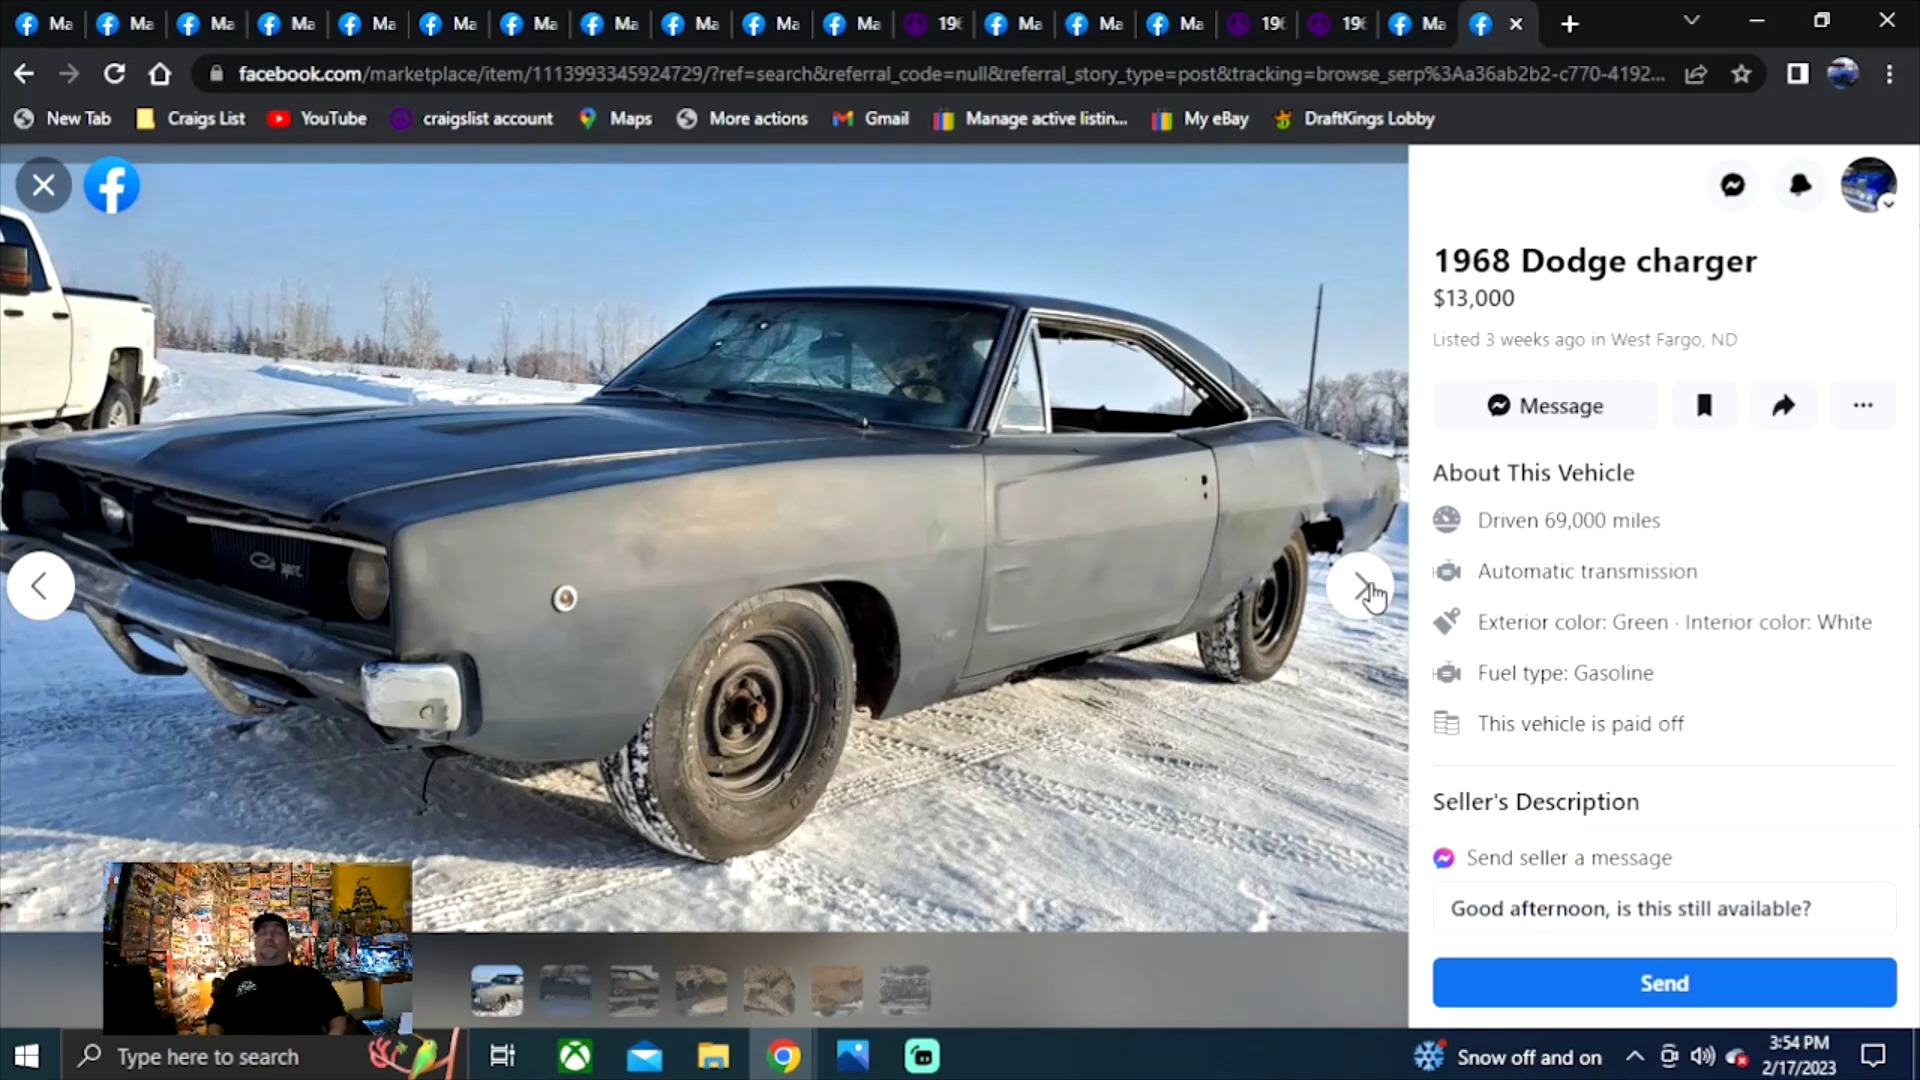 Ma Ma Ma Ma Ma Ma Ma Ma Ma Ma Ma 19 Ma Ma Ma 19 19 Ma
facebook.com/marketplace/item/1113993345924729/?ref=search&referral_code=null&referral_story_type=post&tracking=browse_serp%3Aa36ab2b2-c770-4192...
New Tab Craigs List YouTube craigslist account Maps More actions Gmail Manage active listin... My eBay DraftKings Lobby
1968 Dodge charger
$13,000
Listed 3 weeks ago in West Fargo, ND
Message
About This Vehicle
Driven 69,000 miles
Automatic transmission
Exterior color: Green · Interior color: White
Fuel type: Gasoline
This vehicle is paid off
Seller's Description
Send seller a message
Good afternoon, is this still available?
Send
Type here to search
Snow off and on
3:54 PM
2/17/2023